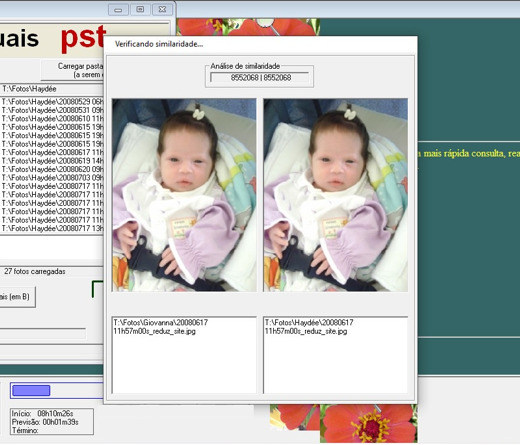 uais pst
Verificando similaridade...
Carregar pasta
(a serem e
Análise de similaridade
8552068 | 8552068
T:\Fotos\Haydée
T:\Fotos\Haydée\20080529 06h
T:\Fotos\Haydée\20080531 09h
T:\Fotos\Haydée\20080610 11h
T:\Fotos\Haydée\20080615 19h
T:\Fotos\Haydée\20080615 19h
T:\Fotos\Haydée\20080615 19h
T:\Fotos\Haydée\20080617 11h
T:\Fotos\Haydée\20080619 14h
T:\Fotos\Haydée\20080620 09h
T:\Fotos\Haydée\20080703 09h
T:\Fotos\Haydée\20080717 11h
T:\Fotos\Haydée\20080717 11h
T:\Fotos\Haydée\20080717 11h
T:\Fotos\Haydée\20080717 11h
T:\Fotos\Haydée\20080717 11h
T:\Fotos\Haydée\20080717 13h
mais rápida consulta, rea
27 fotos carregadas
ais (em B)
T:\Fotos\Giovanna\20080617
11h57m00s_reduz_site.jpg
T:\Fotos\Haydée\20080617
11h57m00s_reduz_site.jpg
Início: 08h10m26s
Previsão: 00h01m39s
Término: